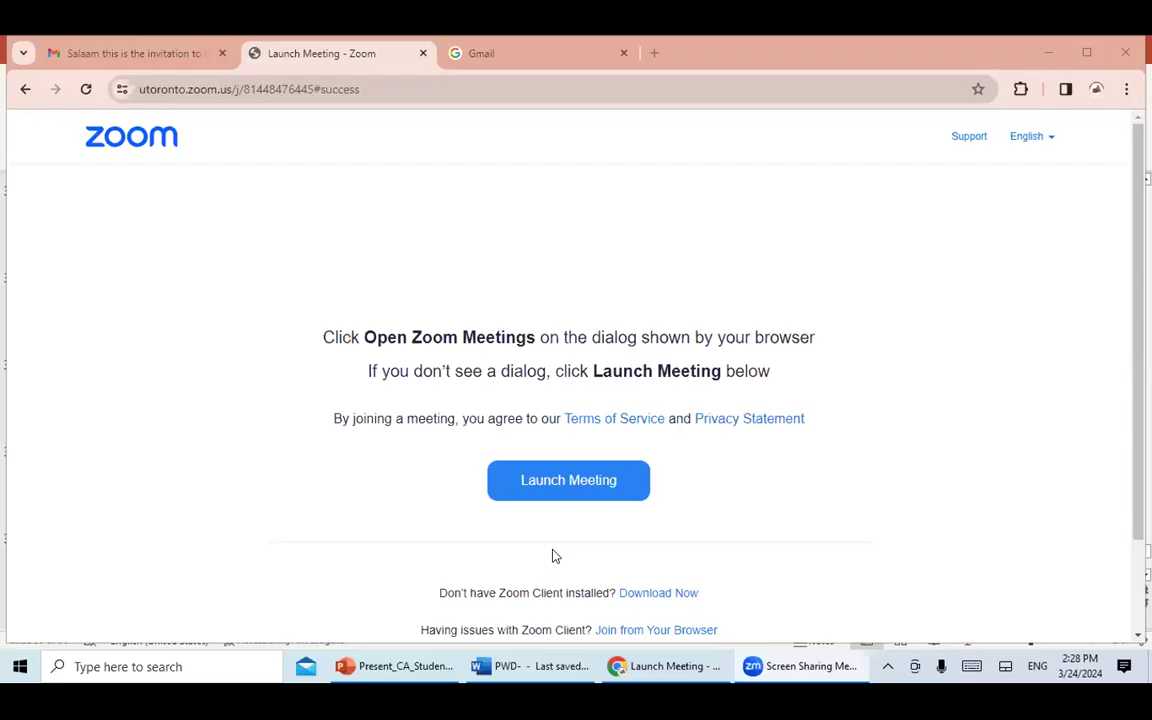 Salaam this is the invitation to
Launch Meeting - Zoom
Gmail
utoronto.zoom.us/j/81448476445#success
zoom
Support
English
Click Open Zoom Meetings on the dialog shown by your browser
If you don't see a dialog, click Launch Meeting below
By joining a meeting, you agree to our Terms of Service and Privacy Statement
Launch Meeting
Don't have Zoom Client installed? Download Now
Having issues with Zoom Client? Join from Your Browser
Type here to search
Present_CA_Studen...
PWD- - Last saved...
Launch Meeting - ...
zm
Screen Sharing Me...
ENG
2:28 PM
3/24/2024